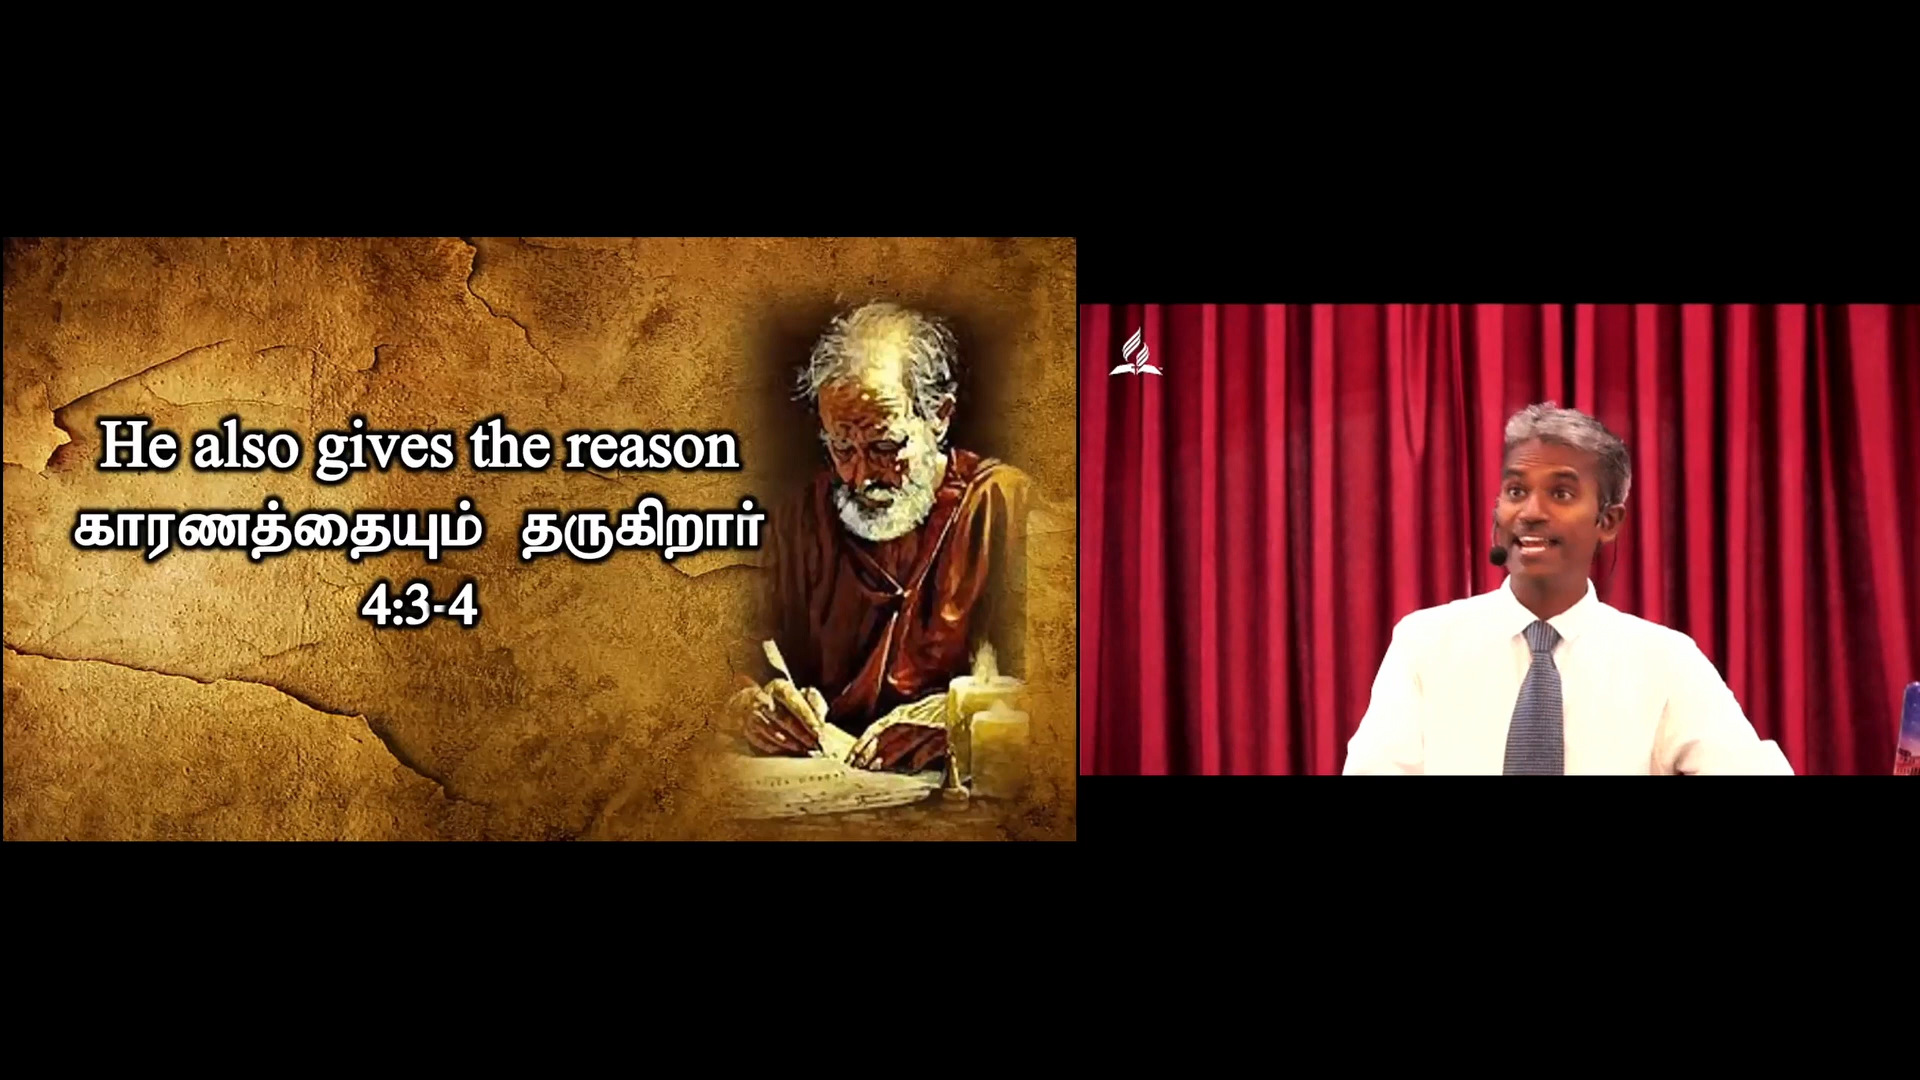 He also gives the reason
காரணத்தையும் தருகிறார்
4:3-4